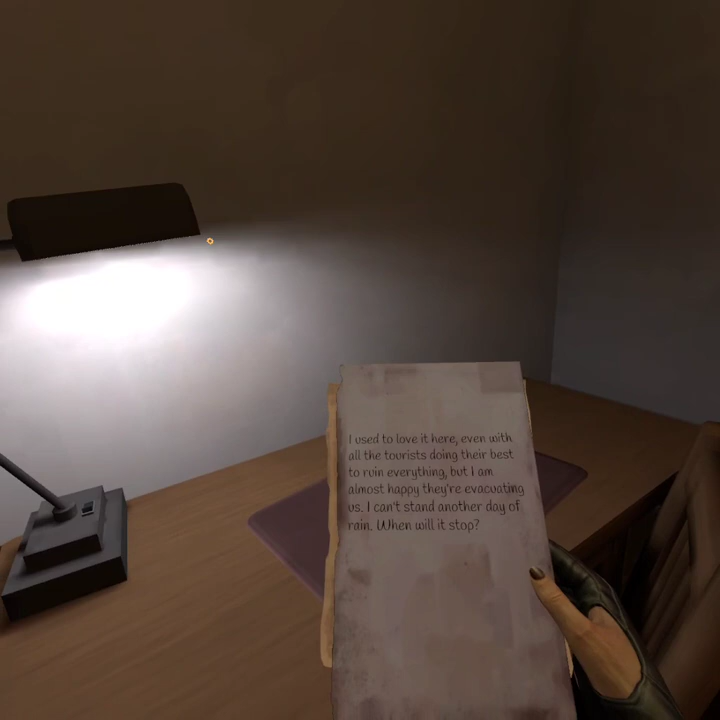 I used to love it here, even with
all the tourists doing their best
to ruin everything, but I am
almost happy they're evacuating
us. I can't stand another day of
rain. When will it stop?